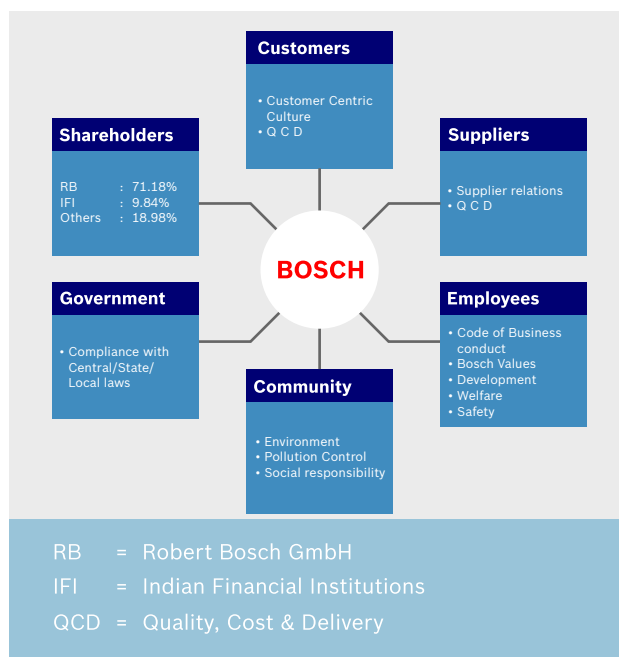 Customers
• Customer Centric
Culture
• Q C D
Shareholders
RB : 71.18%
IFI : 9.84%
Others : 18.98%
Suppliers
• Supplier relations
• Q C D
BOSCH
Government
• Compliance with
Central/State/
Local laws
Employees
• Code of Business
conduct
• Bosch Values
• Development
• Welfare
• Safety
Community
• Environment
• Pollution Control
• Social responsibility
RB = Robert Bosch GmbH
IFI = Indian Financial Institutions
QCD = Quality, Cost & Delivery